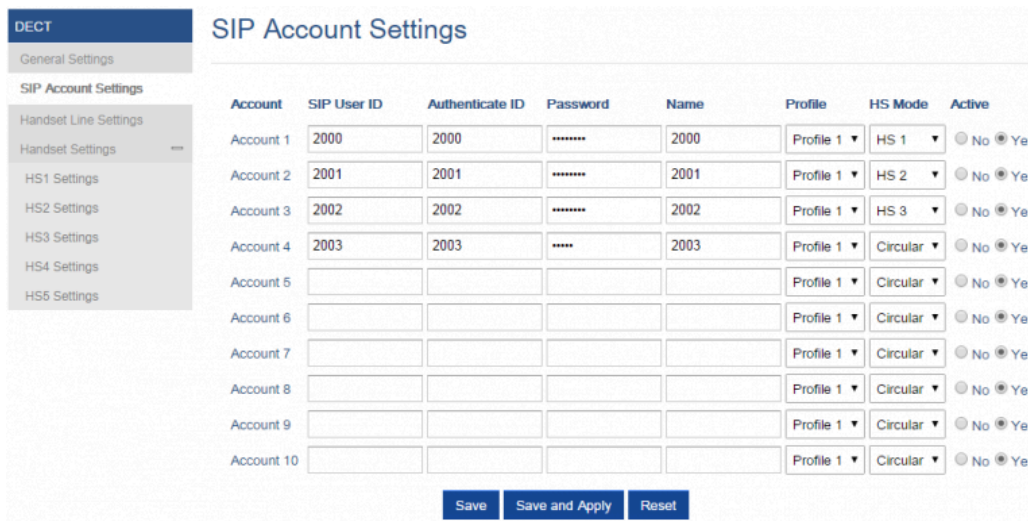 DECT
General Settings
SIP Account Settings
Handset Line Settings
Handset Settings
HS1 Settings
HS2 Settings
HS3 Settings
HS4 Settings
HS5 Settings
SIP Account Settings
Account SIP User ID Authenticate ID Password Name Profile HS Mode Active
Account 1 2000 2000 •••••••• 2000 Profile 1 HS 1 No Ye
Account 2 2001 2001 •••••••• 2001 Profile 1 HS 2 No Ye
Account 3 2002 2002 •••••••• 2002 Profile 1 HS 3 No Ye
Account 4 2003 2003 ••••• 2003 Profile 1 Circular No Ye
Account 5 Profile 1 Circular No Ye
Account 6 Profile 1 Circular No Ye
Account 7 Profile 1 Circular No Ye
Account 8 Profile 1 Circular No Ye
Account 9 Profile 1 Circular No Ye
Account 10 Profile 1 Circular No Ye
Save Save and Apply Reset